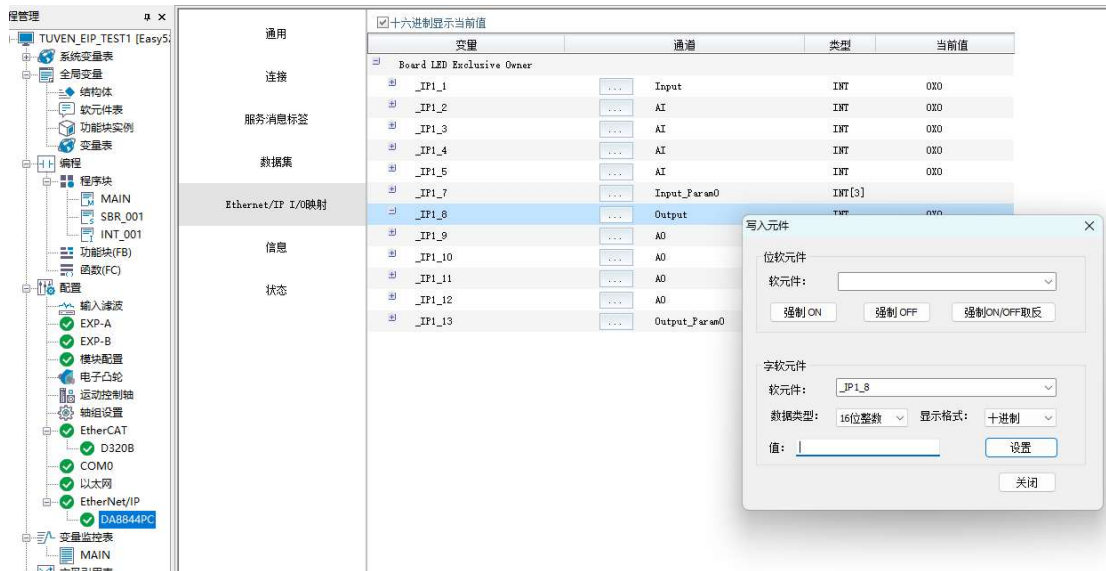 程管理
TUVEN_EIP_TEST1 [Easy52
系统变量表
全局变量
结构体
软元件表
功能块实例
变量表
编程
程序块
MAIN
SBR_001
INT_001
功能块(FB)
函数(FC)
配置
输入滤波
EXP-A
EXP-B
模块配置
电子凸轮
运动控制轴
轴组设置
EtherCAT
D320B
COM0
以太网
EtherNet/IP
DA8844PC
变量监控表
MAIN
通用
连接
服务消息标签
数据集
Ethernet/IP I/O映射
信息
状态
十六进制显示当前值
变量 通道 类型 当前值
Board LED Exclusive Owner
_IP1_1 ... Input INT 0X0
_IP1_2 ... AI INT 0X0
_IP1_3 ... AI INT 0X0
_IP1_4 ... AI INT 0X0
_IP1_5 ... AI INT 0X0
_IP1_7 ... Input_Param0 INT[3]
_IP1_8 ... Output INT 0X0
_IP1_9 ... AO
_IP1_10 ... AO
_IP1_11 ... AO
_IP1_12 ... AO
_IP1_13 ... Output_Param0
写入元件
位软元件
软元件:
强制 ON 强制 OFF 强制ON/OFF取反
字软元件
软元件: _IP1_8
数据类型: 16位整数 显示格式: 十进制
值: 设置
关闭